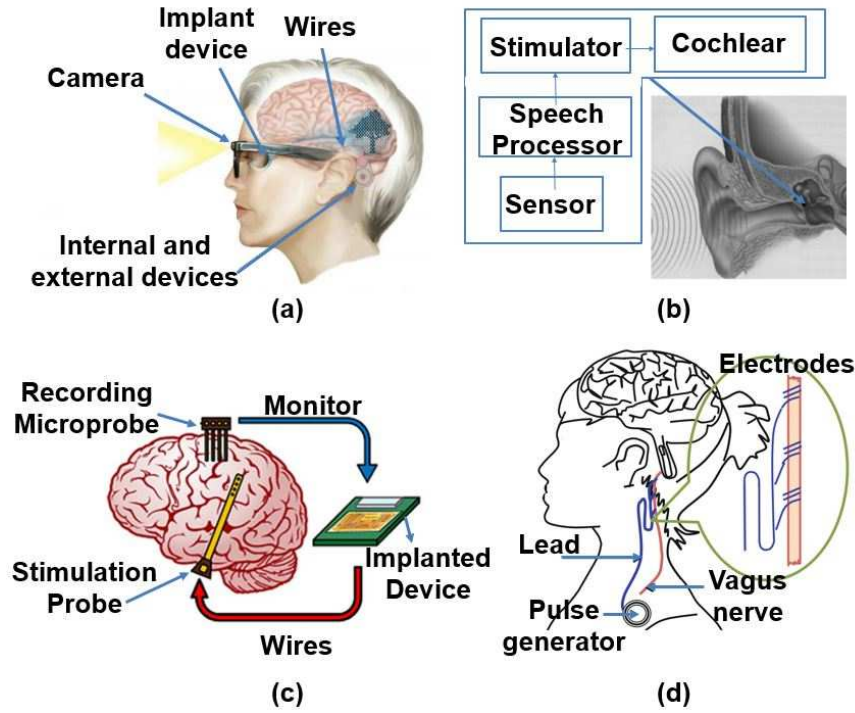 Implant
device
Wires
Camera
Internal and
external devices
(a)
Stimulator
Cochlear
Speech
Processor
Sensor
(b)
Recording
Microprobe
Monitor
Implanted
Device
Stimulation
Probe
Wires
(c)
Electrodes
Lead
Vagus
nerve
Pulse
generator
(d)